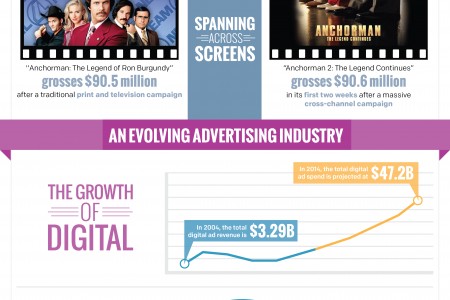 SPANNING
ACROSS
SCREENS
ANCHORMAN
THE LEGEND CONTINUES
"Anchorman: The Legend of Ron Burgundy"
grosses $90.5 million
after a traditional print and television campaign
"Anchorman 2: The Legend Continues"
grosses $90.6 million
in its first two weeks after a massive
cross-channel campaign
AN EVOLVING ADVERTISING INDUSTRY
THE GROWTH
OF
DIGITAL
In 2014, the total digital
ad spend is projected at $47.2B
In 2004, the total
digital ad revenue is $3.29B